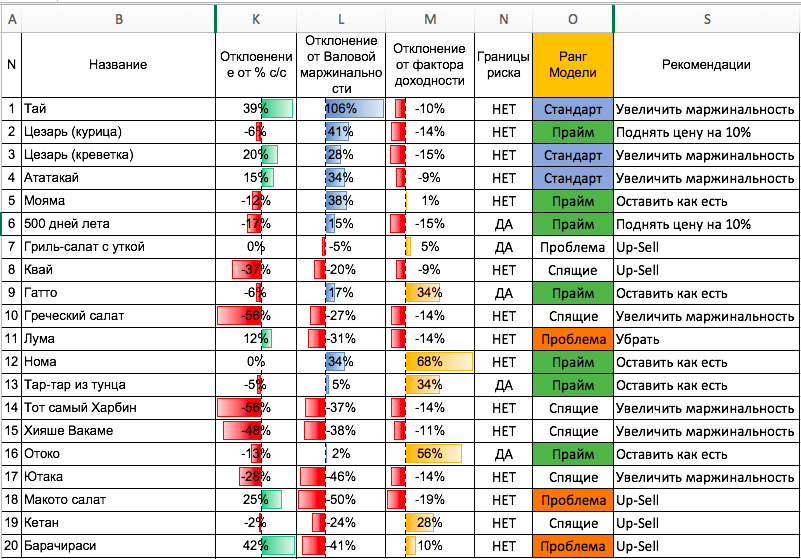 A B K L M N O S
N Название Отклоенение от % с/с Отклонение от Валовой маржинальности Отклонение от фактора доходности Границы риска Ранг Модели Рекомендации
1 Тай 39% 106% -10% НЕТ Стандарт Увеличить маржинальность
2 Цезарь (курица) -6% 41% -14% НЕТ Прайм Поднять цену на 10%
3 Цезарь (креветка) 20% 28% -15% НЕТ Стандарт Увеличить маржинальность
4 Ататакай 15% 34% -9% НЕТ Стандарт Увеличить маржинальность
5 Мояма -12% 38% 1% НЕТ Прайм Оставить как есть
6 500 дней лета -17% 15% -15% ДА Прайм Поднять цену на 10%
7 Гриль-салат с уткой 0% -5% 5% ДА Проблема Up-Sell
8 Квай -37% -20% -9% НЕТ Спящие Up-Sell
9 Гатто -6% 17% 34% ДА Прайм Оставить как есть
10 Греческий салат -56% -27% -14% НЕТ Спящие Увеличить маржинальность
11 Лума 12% -31% -14% НЕТ Проблема Убрать
12 Нома 0% 34% 68% НЕТ Прайм Оставить как есть
13 Тар-тар из тунца -5% 5% 34% ДА Прайм Оставить как есть
14 Тот самый Харбин -56% -37% -14% НЕТ Спящие Увеличить маржинальность
15 Хияше Вакаме -48% -38% -11% НЕТ Спящие Увеличить маржинальность
16 Отоко -13% 2% 56% ДА Прайм Оставить как есть
17 Ютака -28% -46% -14% НЕТ Спящие Увеличить маржинальность
18 Макото салат 25% -50% -19% НЕТ Проблема Up-Sell
19 Кетан -2% -24% 28% НЕТ Спящие Up-Sell
20 Барачираси 42% -41% 10% НЕТ Проблема Up-Sell